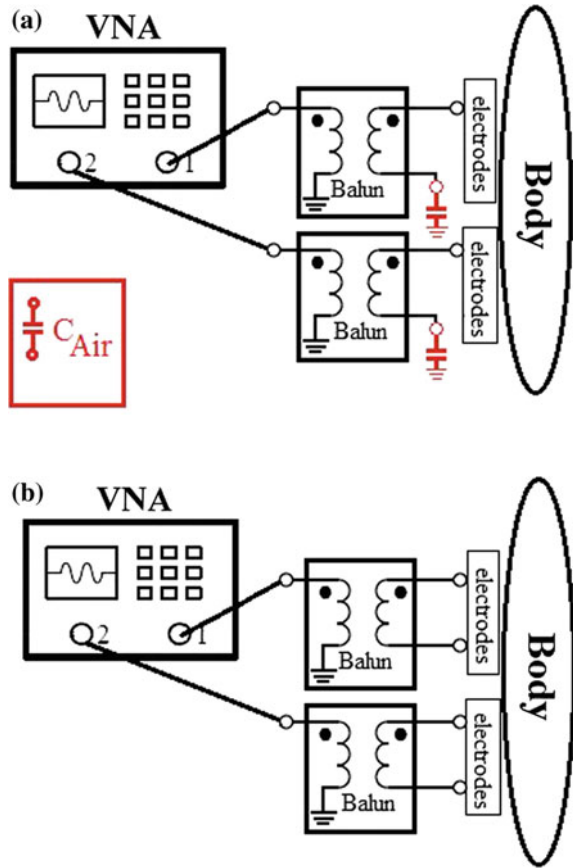 (a)
VNA
2
1
Balun
electrodes
Body
Balun
electrodes
C Air
(b)
VNA
2
1
Balun
electrodes
Body
Balun
electrodes